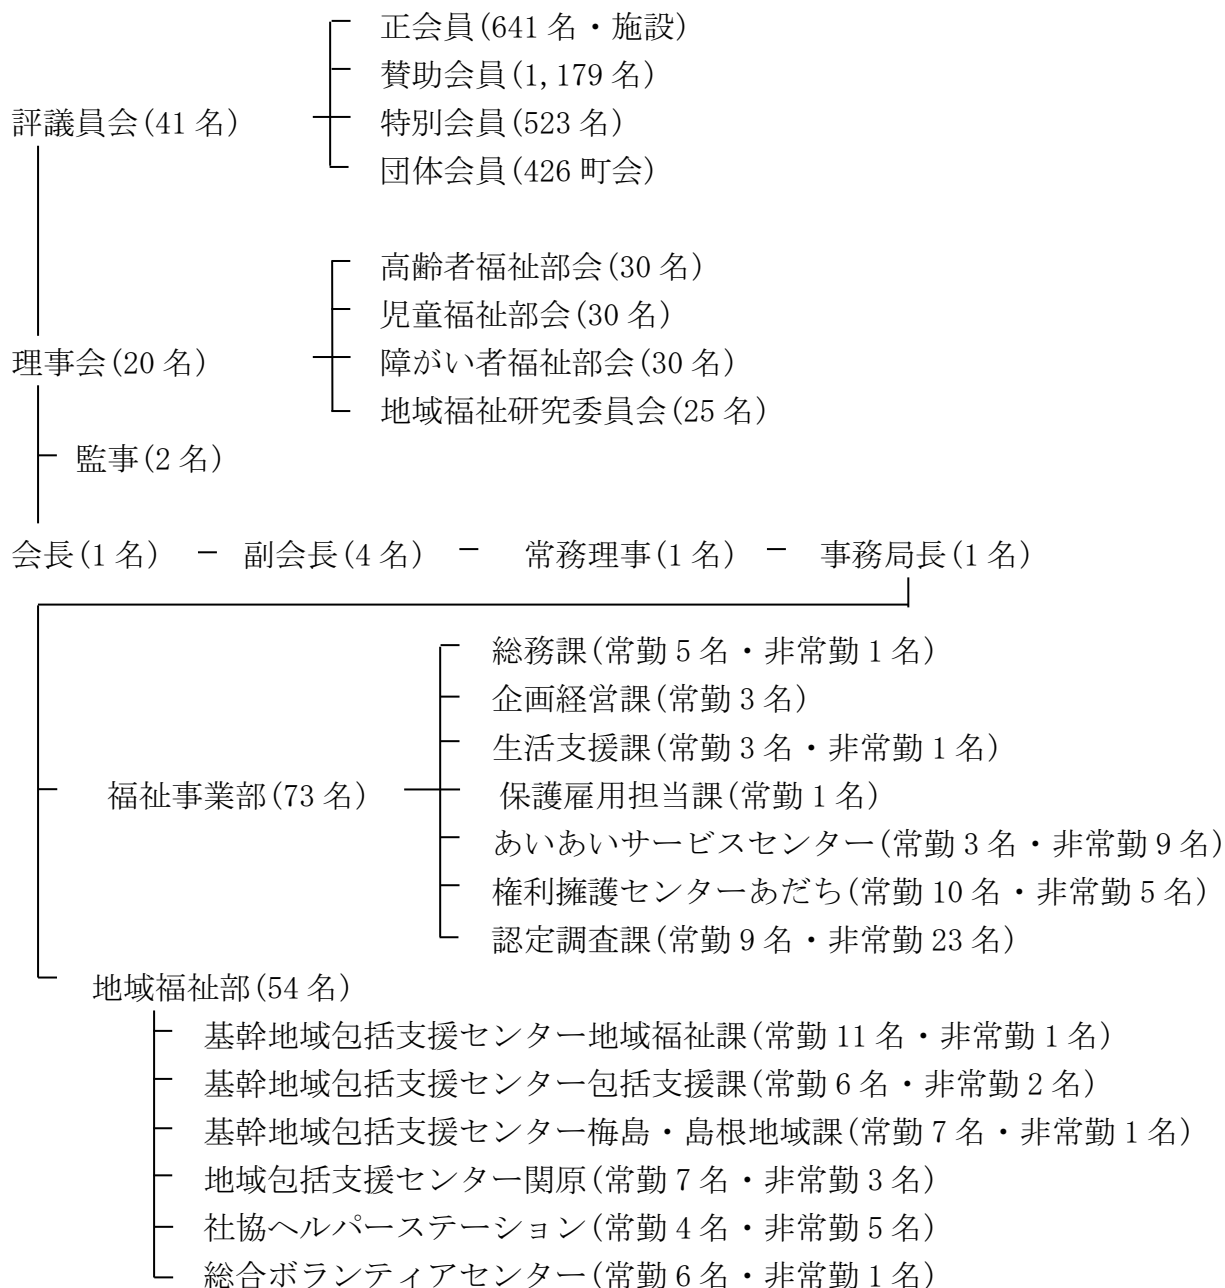 正会員(641名・施設)
賛助会員(1,179名)
評議員会(41名) 特別会員(523名)
団体会員(426町会)
高齢者福祉部会(30名)
児童福祉部会(30名)
理事会(20名) 障がい者福祉部会(30名)
地域福祉研究委員会(25名)
監事(2名)
会長(1名) － 副会長(4名) － 常務理事(1名) － 事務局長(1名)
総務課(常勤5名・非常勤1名)
企画経営課(常勤3名)
生活支援課(常勤3名・非常勤1名)
福祉事業部(73名) 保護雇用担当課(常勤1名)
あいあいサービスセンター(常勤3名・非常勤9名)
権利擁護センターあだち(常勤10名・非常勤5名)
認定調査課(常勤9名・非常勤23名)
地域福祉部(54名)
基幹地域包括支援センター地域福祉課(常勤11名・非常勤1名)
基幹地域包括支援センター包括支援課(常勤6名・非常勤2名)
基幹地域包括支援センター梅島・島根地域課(常勤7名・非常勤1名)
地域包括支援センター関原(常勤7名・非常勤3名)
社協ヘルパーステーション(常勤4名・非常勤5名)
総合ボランティアセンター(常勤6名・非常勤1名)